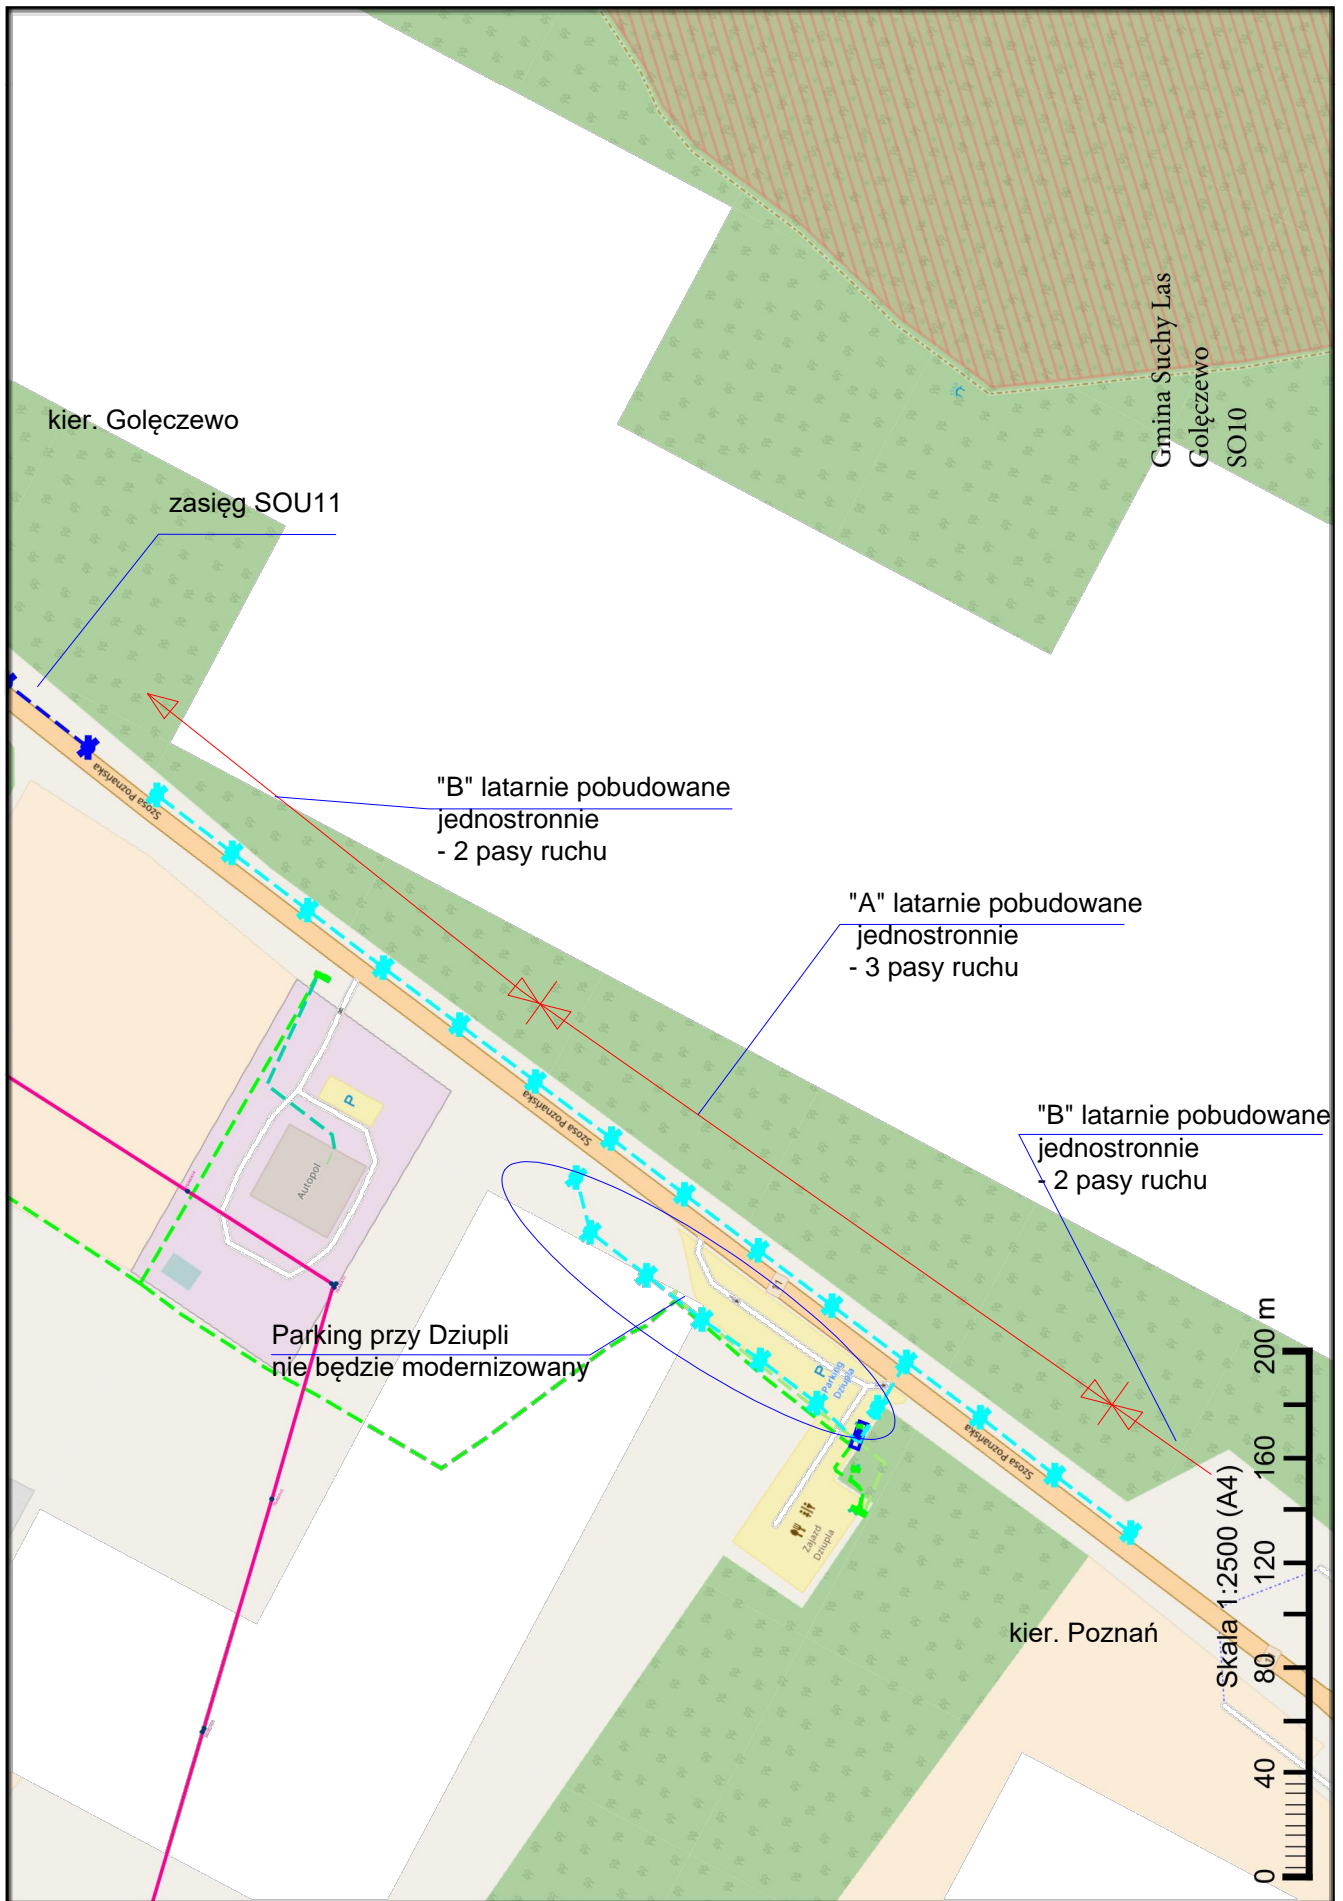 kier. Golęczewo
zasięg SOU11
Gmina Suchy Las
Golęczewo
SO10
Szosa Poznańska
"B" latarnie pobudowane
jednostronnie
- 2 pasy ruchu
"A" latarnie pobudowane
jednostronnie
- 3 pasy ruchu
Szosa Poznańska
"B" latarnie pobudowane
jednostronnie
- 2 pasy ruchu
P
Autopol
Parking przy Dziupli
nie będzie modernizowany
P
Parking
Dziupla
Szosa Poznańska
Zajazd
Dziupla
kier. Poznań
Skala 1:2500 (A4)
0 40 80 120 160 200 m